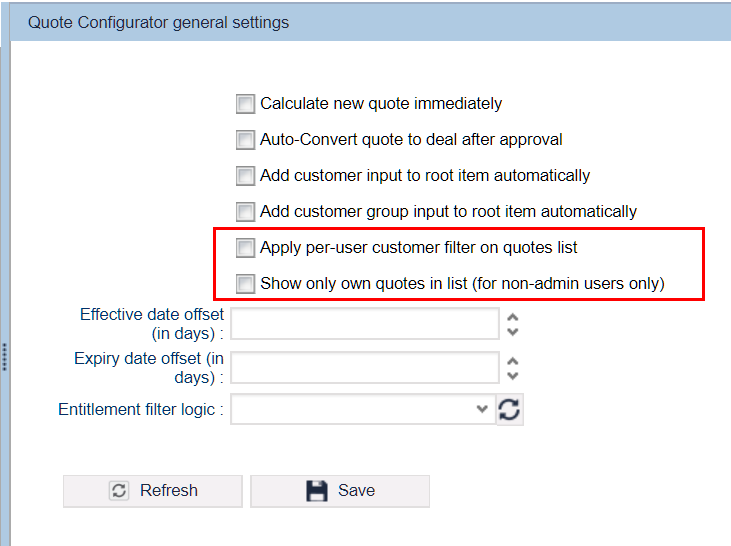 Quote Configurator general settings
Calculate new quote immediately
Auto-Convert quote to deal after approval
Add customer input to root item automatically
Add customer group input to root item automatically
Apply per-user customer filter on quotes list
Show only own quotes in list (for non-admin users only)
Effective date offset
(in days) :
Expiry date offset (in
days) :
Entitlement filter logic :
Refresh
Save